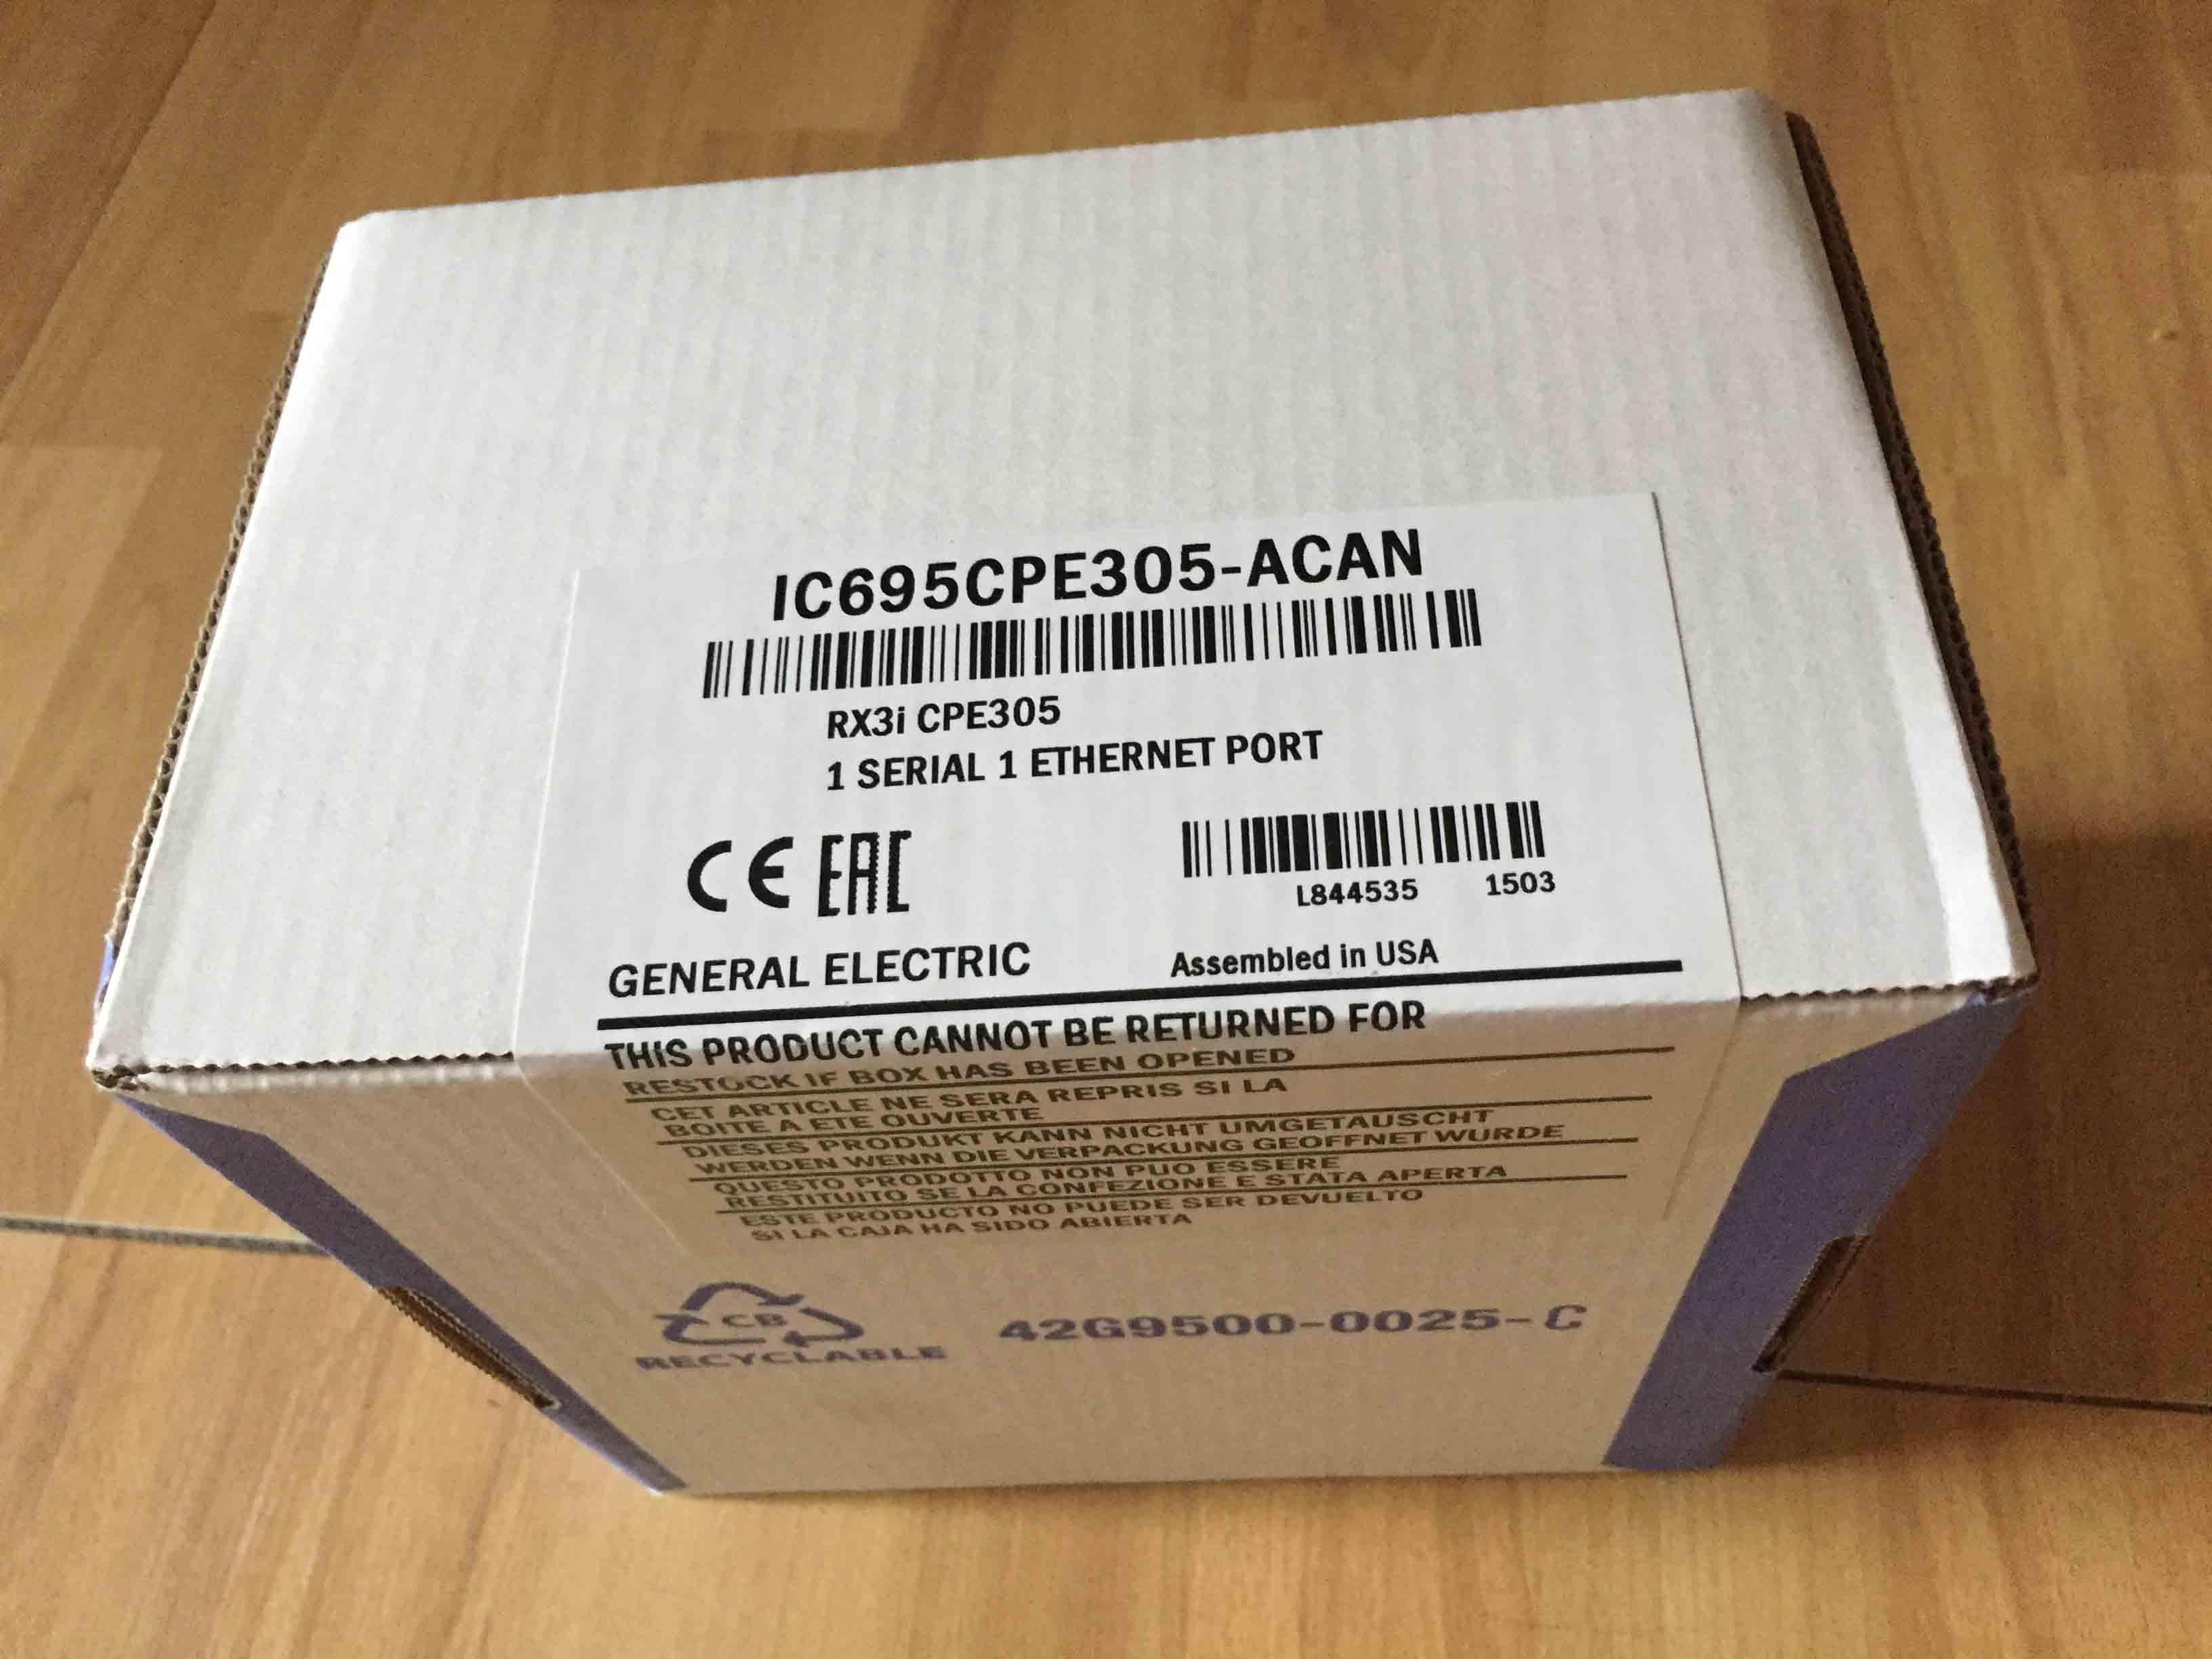 IC695CPE305-ACAN
RX3i CPE305
1 SERIAL 1 ETHERNET PORT
CE EAC
L844535 1503
GENERAL ELECTRIC
Assembled in USA
THIS PRODUCT CANNOT BE RETURNED FOR
RESTOCK IF BOX HAS BEEN OPENED
CET ARTICLE NE SERA REPRIS SI LA
BOITE A ETE OUVERTE
DIESES PRODUKT KANN NICHT UMGETAUSCHT
WERDEN WENN DIE VERPACKUNG GEOFFNET WURDE
QUESTO PRODOTTO NON PUO ESSERE
RESTITUITO SE LA CONFEZIONE E STATA APERTA
ESTE PRODUCTO NO PUEDE SER DEVUELTO
SI LA CAJA HA SIDO ABIERTA
CB
RECYCLABLE
42G9500-0025-C